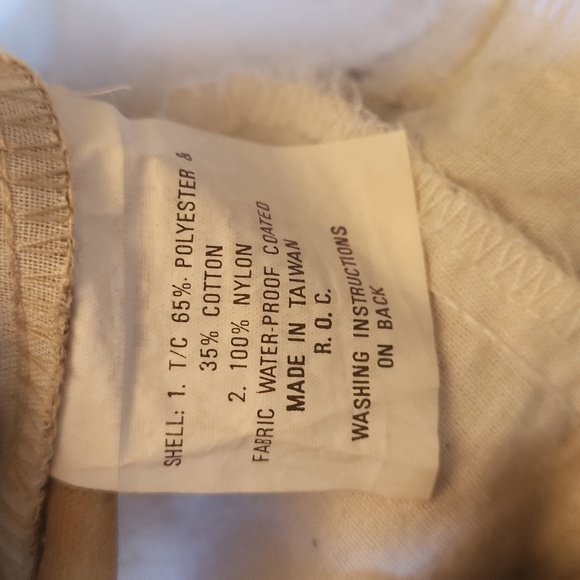 SHELL: 1. T/C 65%. POLYESTER &
35% COTTON
2. 100% NYLON
FABRIC WATER-PROOF COATED
MADE IN TAIWAN
R. O. C.
WASHING INSTRUCTIONS
ON BACK